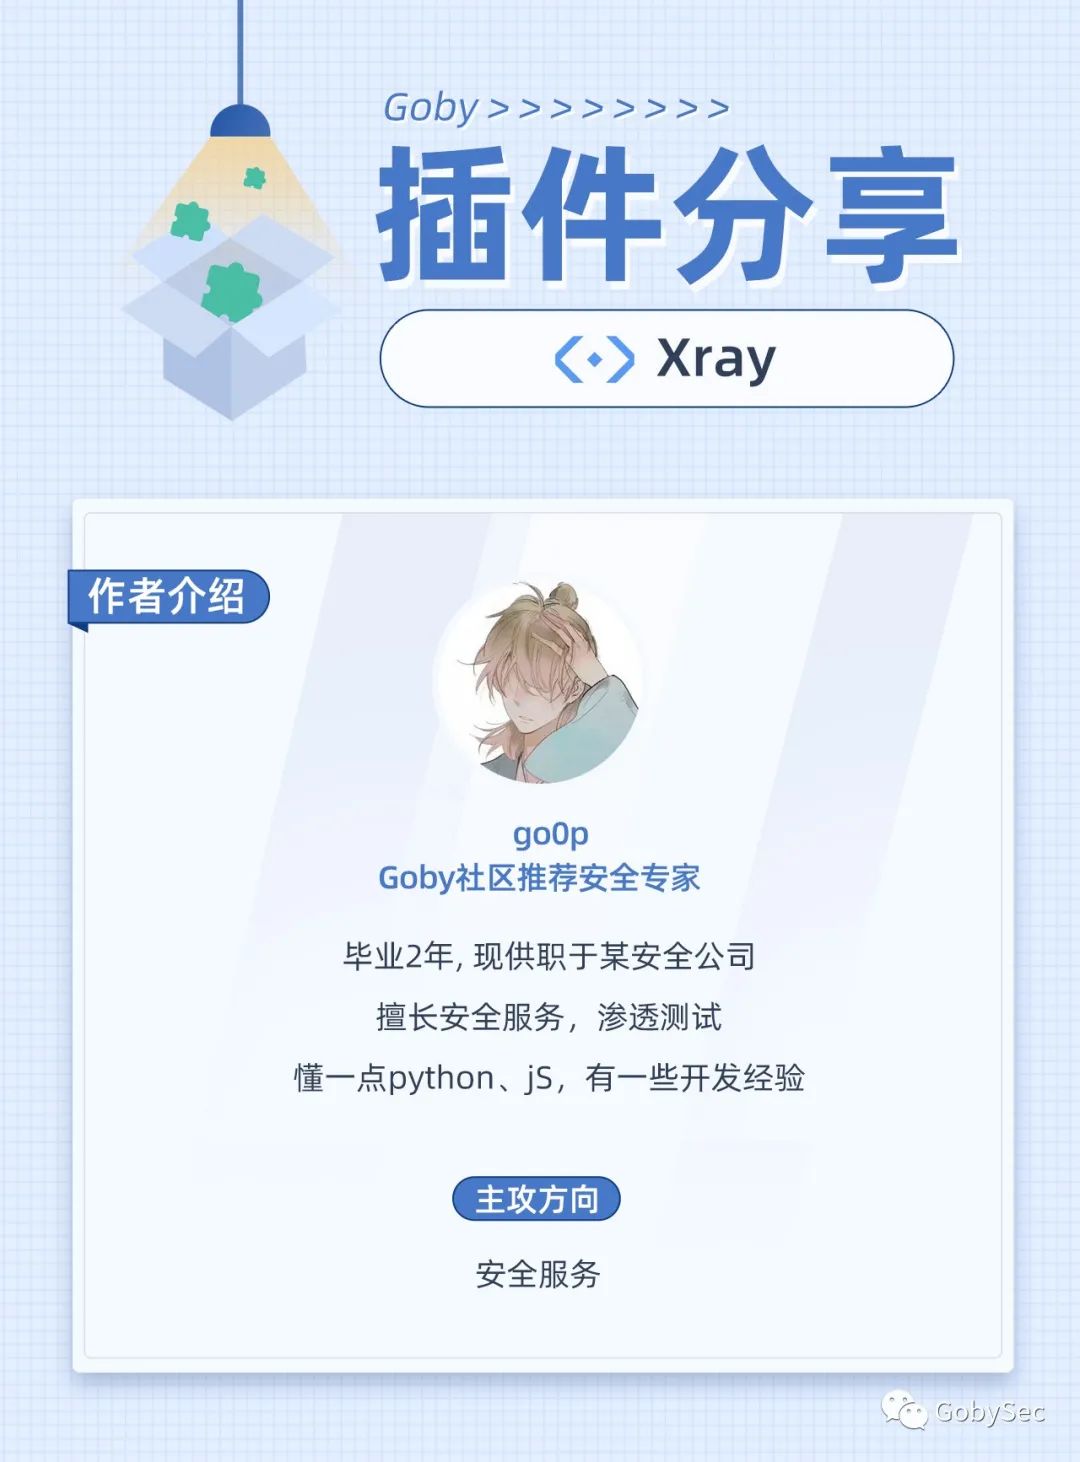 Goby>>>>>>>>
插件分享
Xray
作者介绍
go0p
Goby社区推荐安全专家
毕业2年, 现供职于某安全公司
擅长安全服务，渗透测试
懂一点python、jS，有一些开发经验
主攻方向
安全服务
GobySec